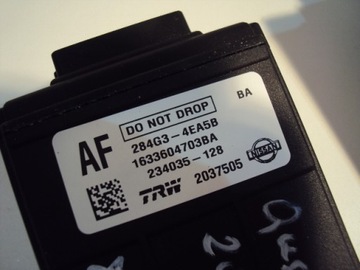 DO NOT DROP
BA
AF
284G3-4EA5B
1633604703BA
234035-128
TRW 2037505
NISSAN